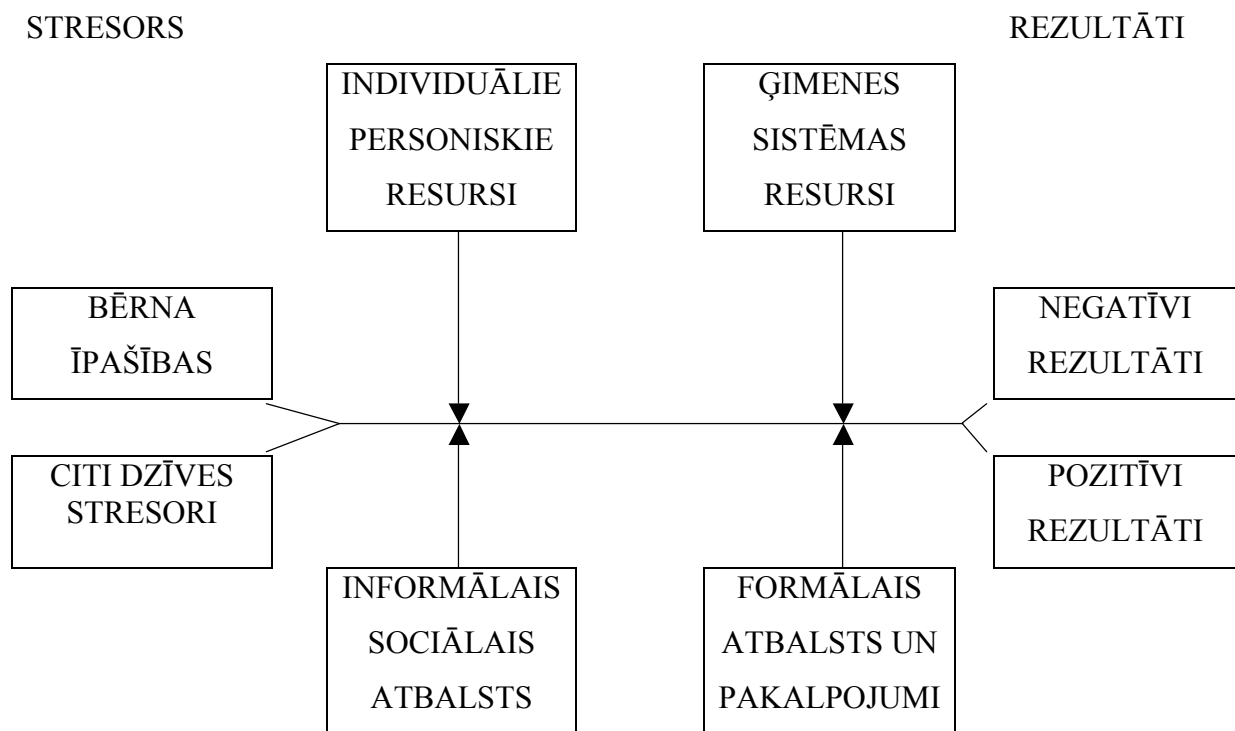 STRESORS
REZULTĀTI
INDIVIDUĀLIE
PERSONISKIE
RESURSI
ĢIMENES
SISTĒMAS
RESURSI
BĒRNA
ĪPAŠĪBAS
NEGATĪVI
REZULTĀTI
CITI DZĪVES
STRESORI
POZITĪVI
REZULTĀTI
INFORMĀLAIS
SOCIĀLAIS
ATBALSTS
FORMĀLAIS
ATBALSTS UN
PAKALPOJUMI